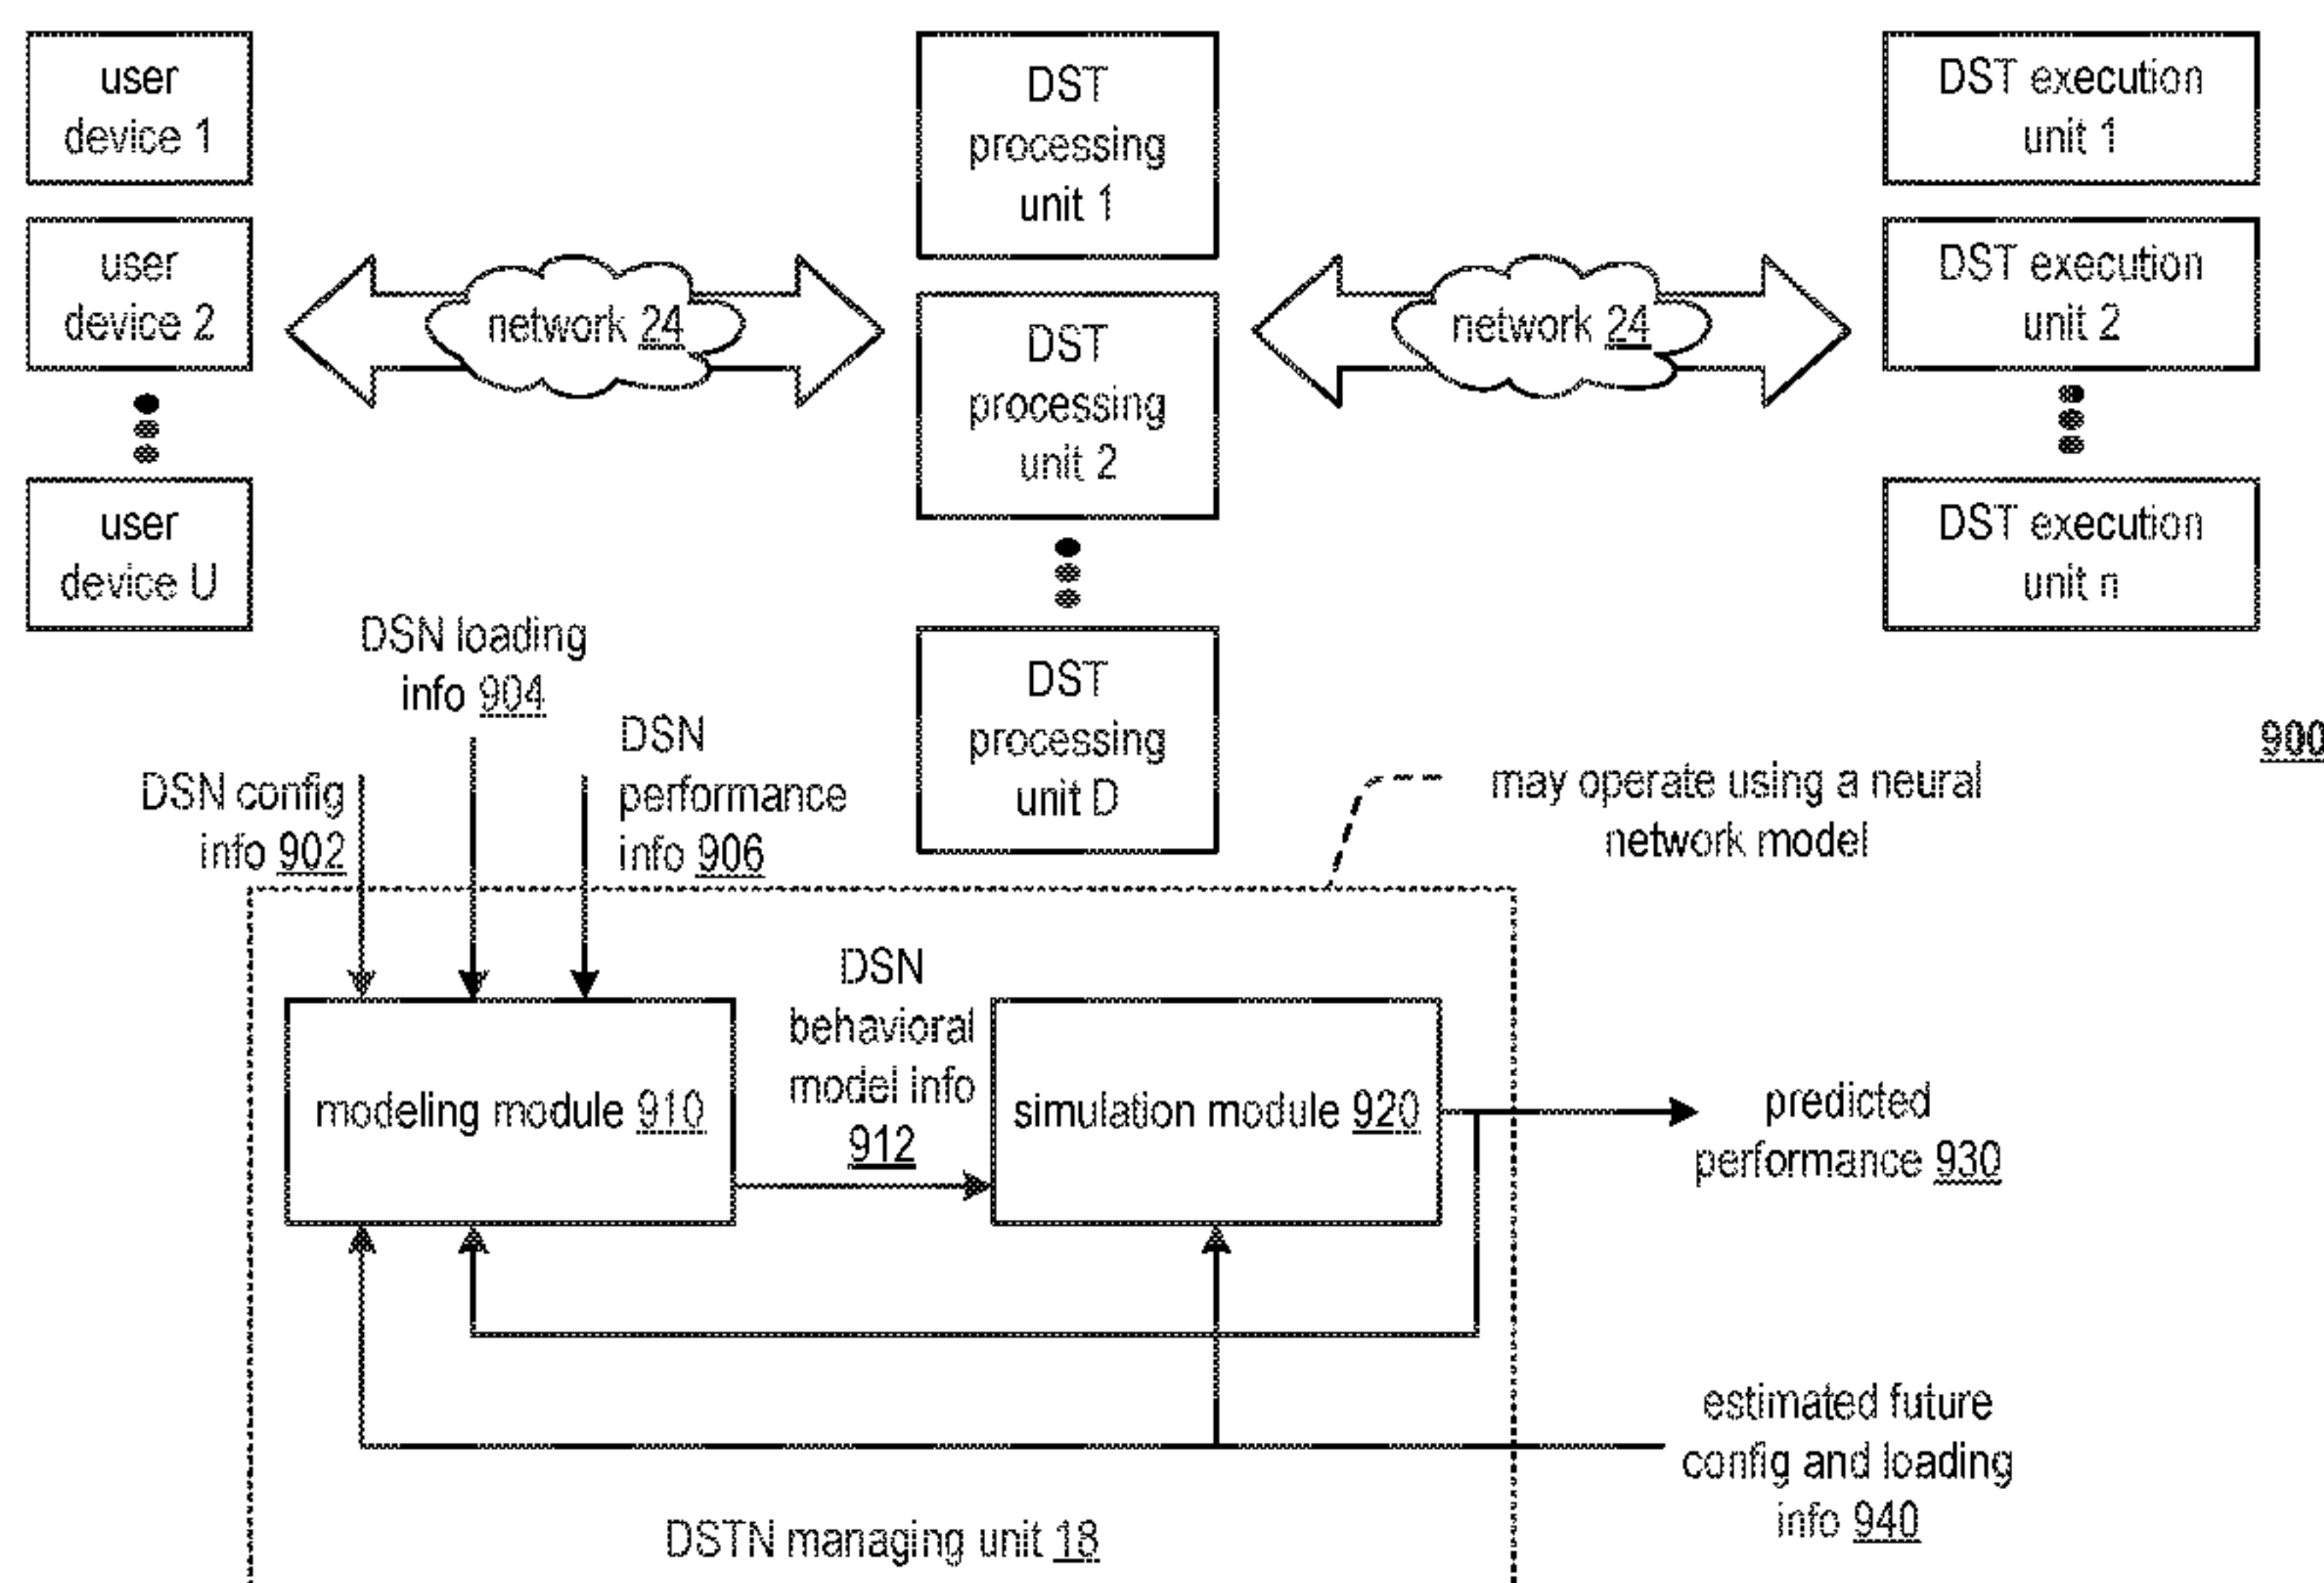 user
device 1
user
device 2
user
device U
network 24
DST
processing
unit 1
DST
processing
unit 2
DST
processing
unit D
network 24
DST execution
unit 1
DST execution
unit 2
DST execution
unit n
900
DSN loading
info 904
DSN config
info 902
DSN
performance
info 906
may operate using a neural
network model
modeling module 910
DSN
behavioral
model info
912
simulation module 920
predicted
performance 930
estimated future
config and loading
info 940
DSTN managing unit 18